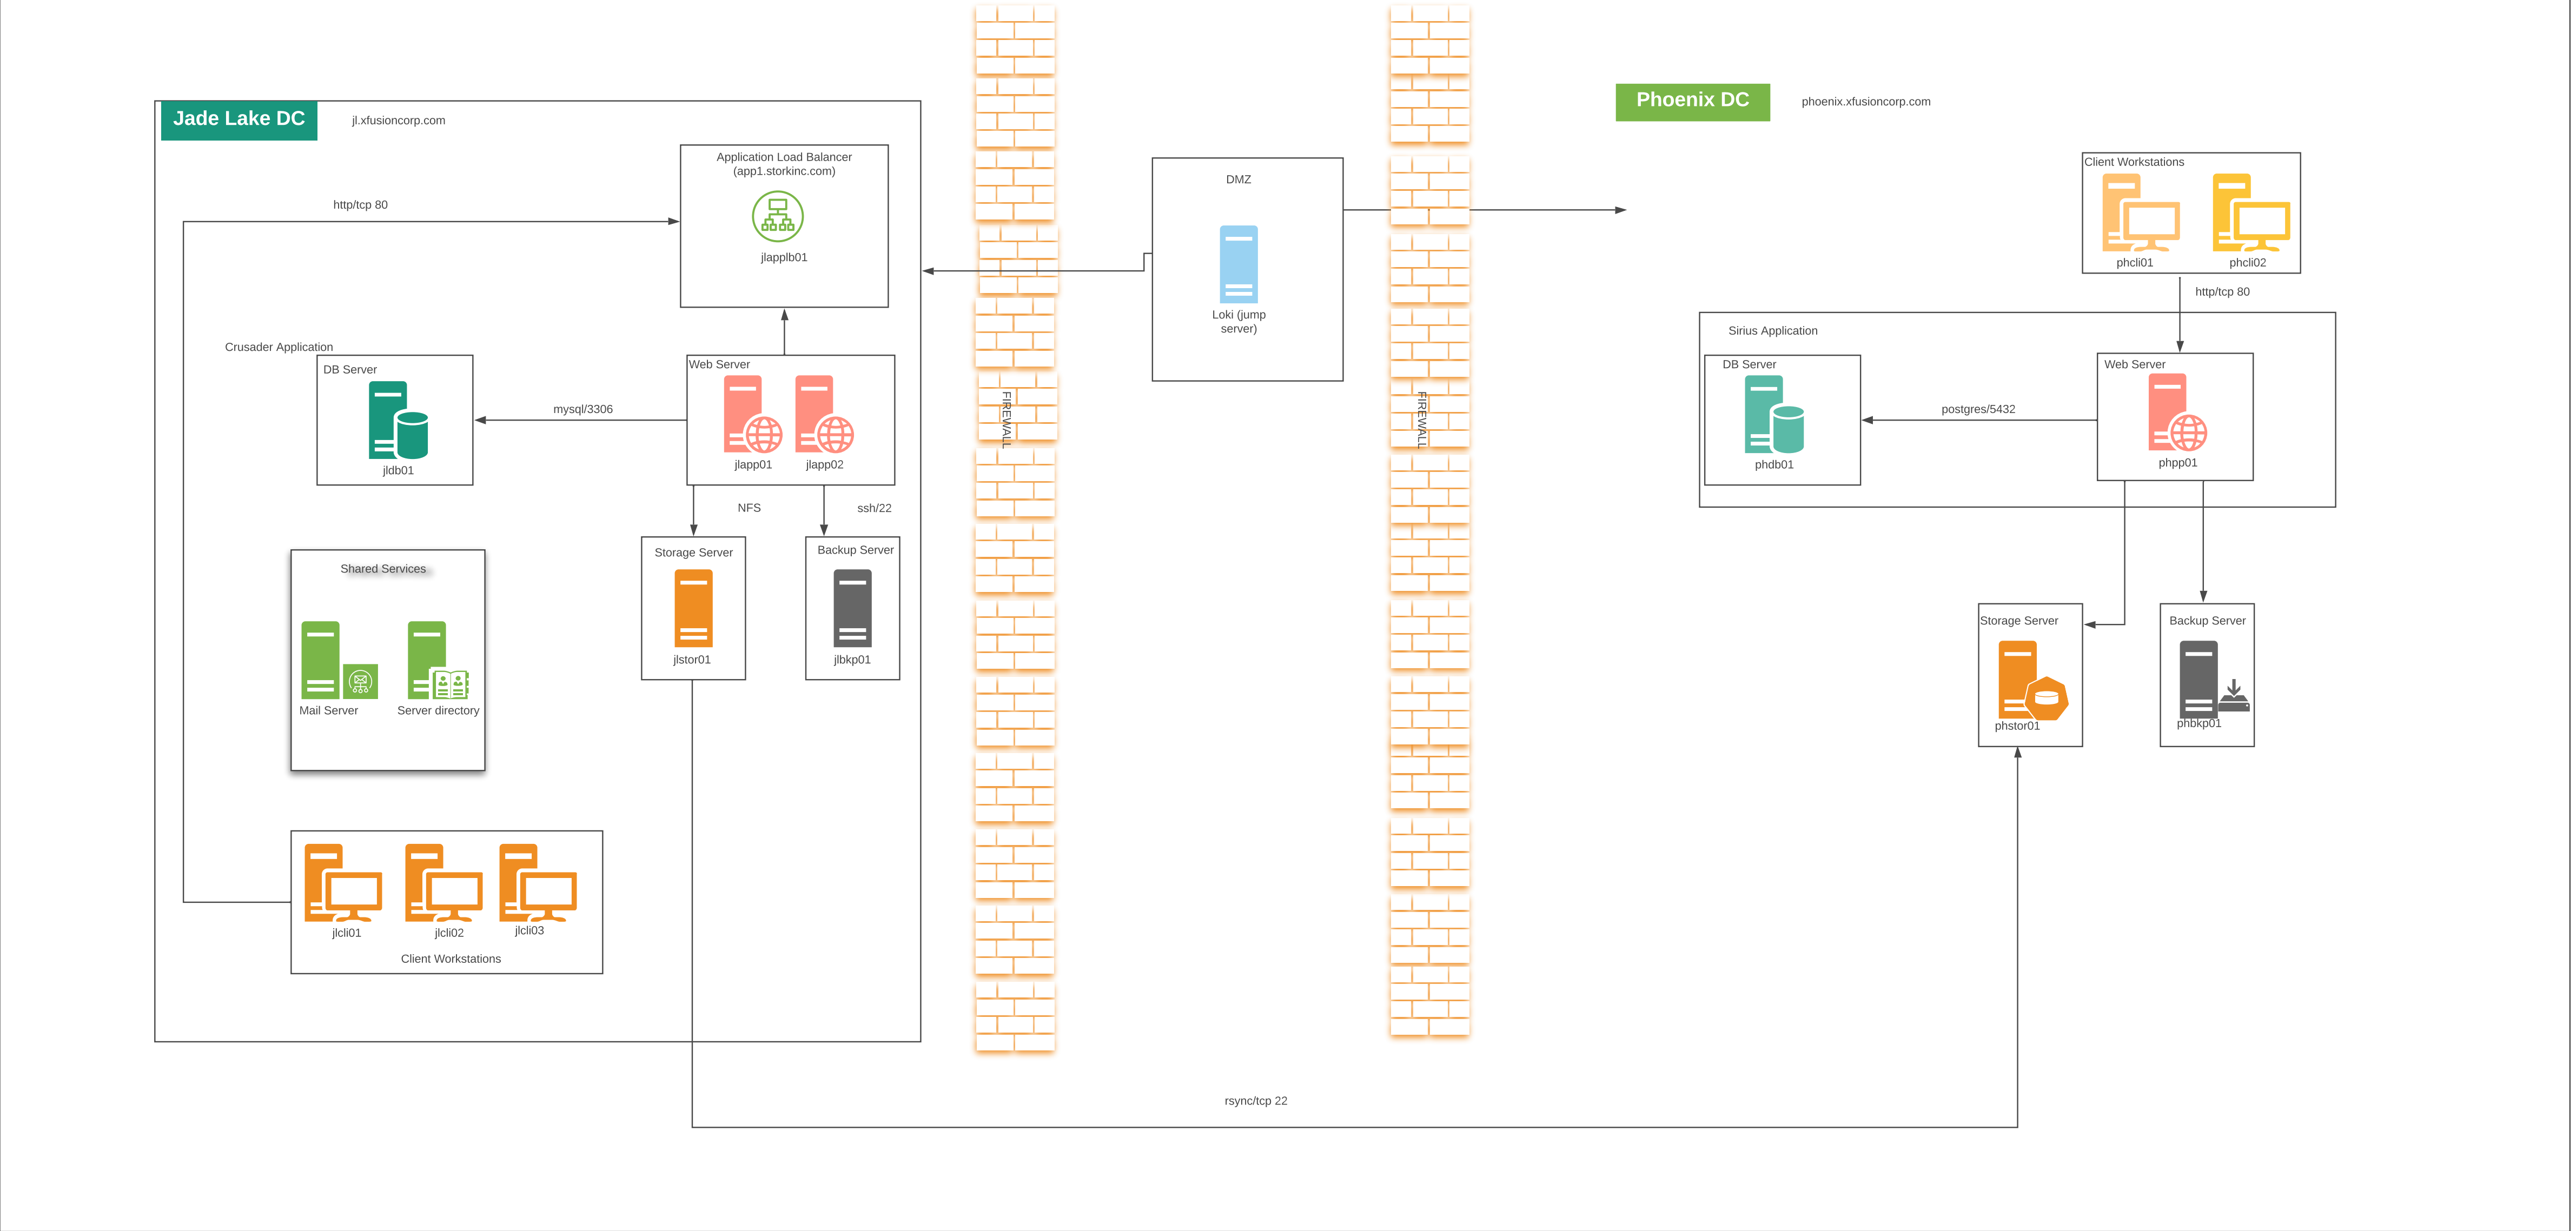 Jade Lake DC
jl.xfusioncorp.com
Application Load Balancer
(app1.storkinc.com)
jlapplb01
http/tcp 80
Crusader Application
DB Server
jldb01
mysql/3306
Web Server
jlapp01
jlapp02
NFS
ssh/22
Storage Server
jlstor01
Backup Server
jlbkp01
Shared Services
Mail Server
Server directory
jlcli01
jlcli02
jlcli03
Client Workstations
FIREWALL
DMZ
Loki (jump
server)
FIREWALL
rsync/tcp 22
Phoenix DC
phoenix.xfusioncorp.com
Client Workstations
phcli01
phcli02
http/tcp 80
Sirius Application
DB Server
phdb01
postgres/5432
Web Server
phpp01
Storage Server
phstor01
Backup Server
phbkp01